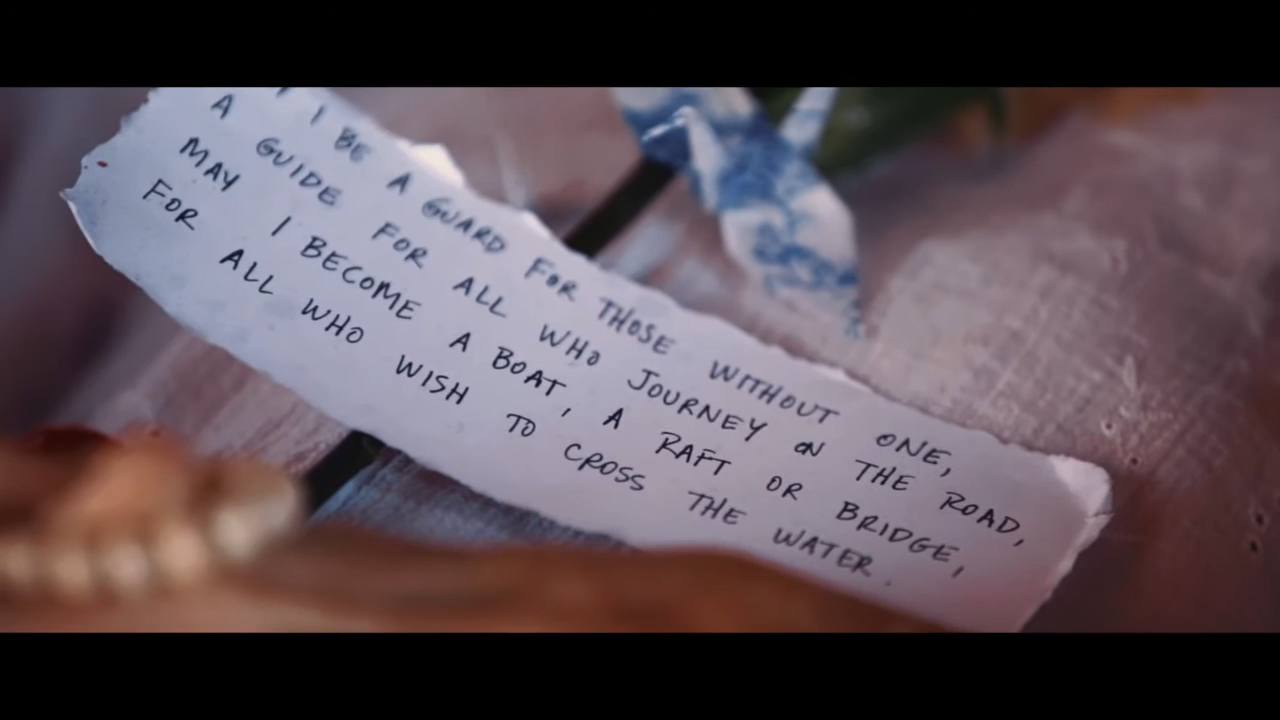 I BE A GUARD FOR THOSE WITHOUT ONE,
A GUIDE FOR ALL WHO JOURNEY ON THE ROAD,
MAY I BECOME A BOAT, A RAFT OR BRIDGE,
FOR ALL WHO WISH TO CROSS THE WATER.